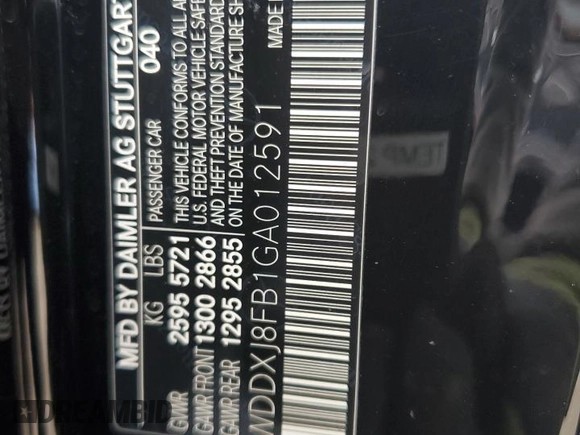 MFD BY DAIMLER AG STUTTGART
040
KG LBS
PASSENGER CAR
GVWR 2595 5721
GAWR FRONT 1300 2866
GAWR REAR 1295 2855
THIS VEHICLE CONFORMS TO ALL
U.S. FEDERAL MOTOR VEHICLE SAFE
AND THEFT PREVENTION STANDARD
ON THE DATE OF MANUFACTURE SH
MADE
WDDXJ8FB1GA012591
TEMP
DREAMBID